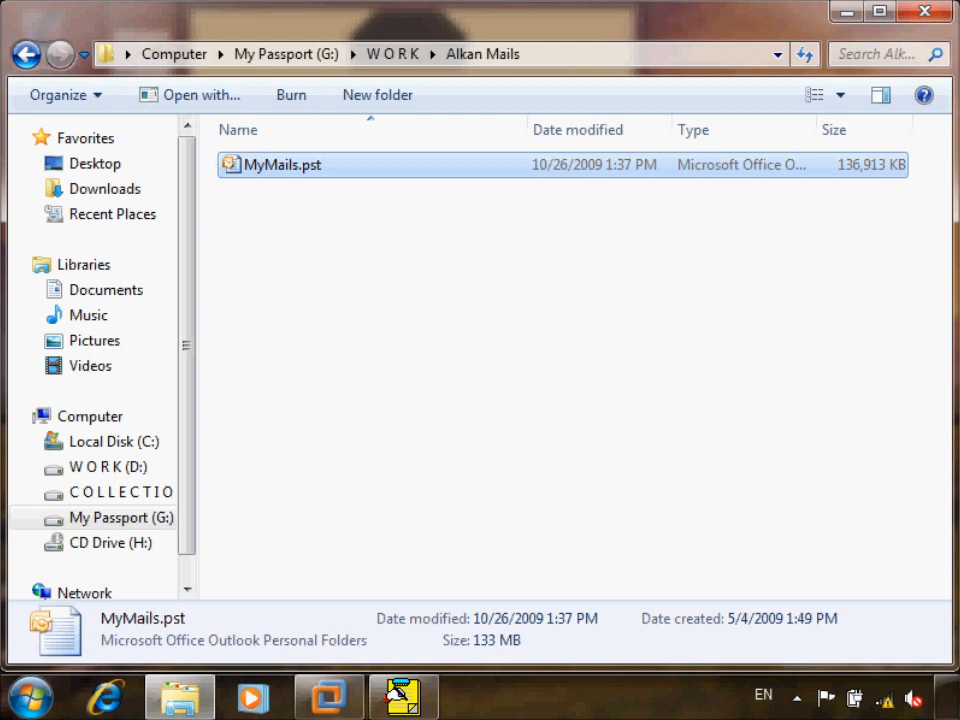 Computer My Passport (G:) W O R K Alkan Mails Search Alk...
Organize Open with... Burn New folder
Name Date modified Type Size
MyMails.pst 10/26/2009 1:37 PM Microsoft Office O... 136,913 KB
Favorites
Desktop
Downloads
Recent Places
Libraries
Documents
Music
Pictures
Videos
Computer
Local Disk (C:)
W O R K (D:)
C O L L E C T I O
My Passport (G:)
CD Drive (H:)
Network
MyMails.pst Date modified: 10/26/2009 1:37 PM Date created: 5/4/2009 1:49 PM
Microsoft Office Outlook Personal Folders Size: 133 MB
EN